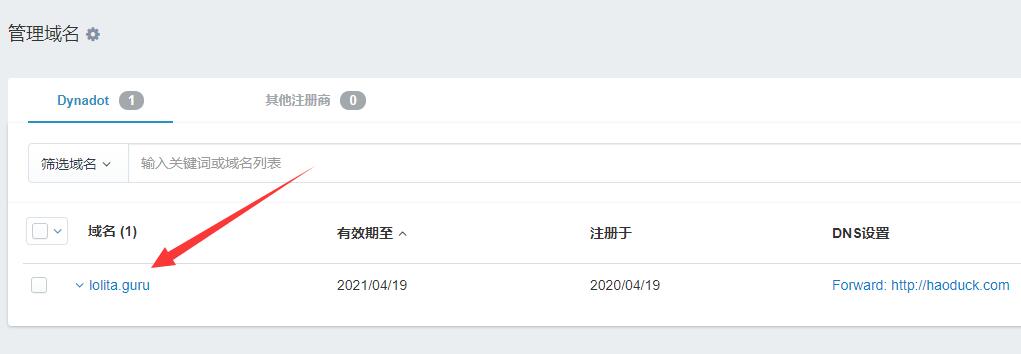 管理域名
Dynadot 1 其他注册商 0
筛选域名 输入关键词或域名列表
域名 (1) 有效期至 注册于 DNS设置
lolita.guru 2021/04/19 2020/04/19 Forward: http://haoduck.com